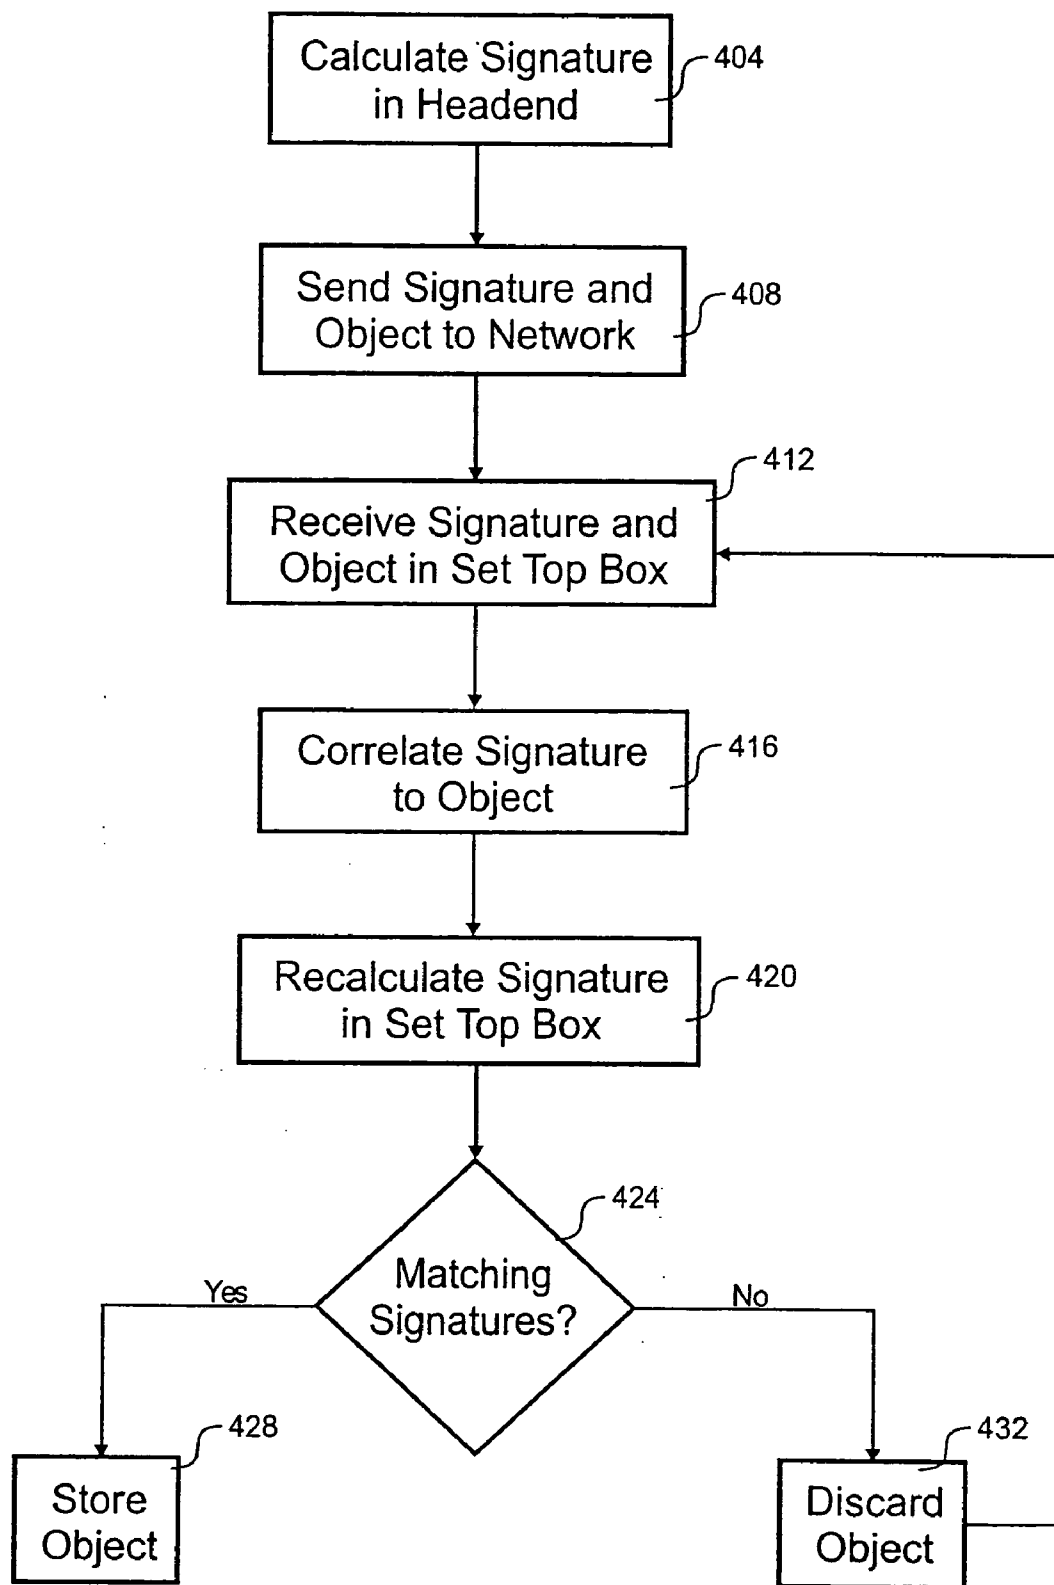 Calculate Signature
in Headend
404
Send Signature and
Object to Network
408
412
Receive Signature and
Object in Set Top Box
Correlate Signature
to Object
416
Recalculate Signature
in Set Top Box
420
424
Matching
Signatures?
Yes
No
428
Store
Object
432
Discard
Object